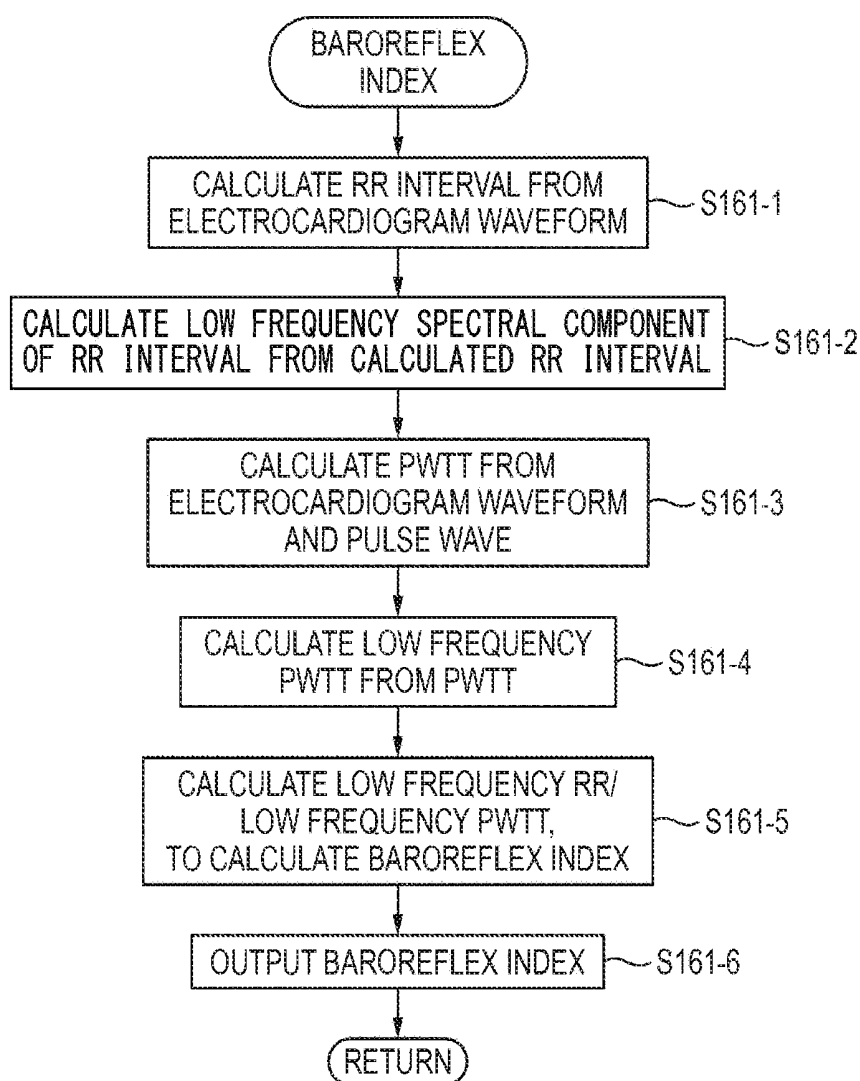 BAROREFLEX
INDEX
CALCULATE RR INTERVAL FROM
ELECTROCARDIOGRAM WAVEFORM
S161-1
CALCULATE LOW FREQUENCY SPECTRAL COMPONENT
OF RR INTERVAL FROM CALCULATED RR INTERVAL
S161-2
CALCULATE PWTT FROM
ELECTROCARDIOGRAM WAVEFORM
AND PULSE WAVE
S161-3
CALCULATE LOW FREQUENCY
PWTT FROM PWTT
S161-4
CALCULATE LOW FREQUENCY RR/
LOW FREQUENCY PWTT,
TO CALCULATE BAROREFLEX INDEX
S161-5
OUTPUT BAROREFLEX INDEX
S161-6
RETURN